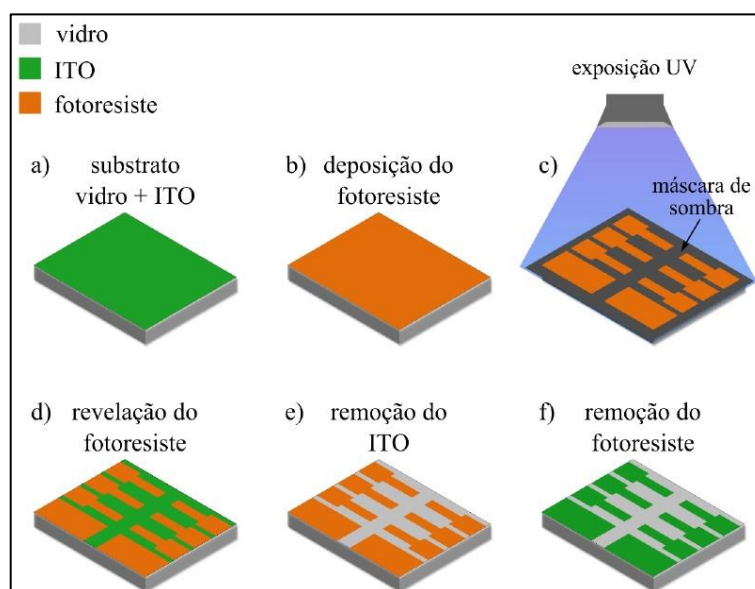 vidro
ITO
fotoresiste
exposição UV
a) substrato
vidro + ITO
b) deposição do
fotoresiste
c)
máscara de
sombra
d) revelação do
fotoresiste
e) remoção do
ITO
f) remoção do
fotoresiste